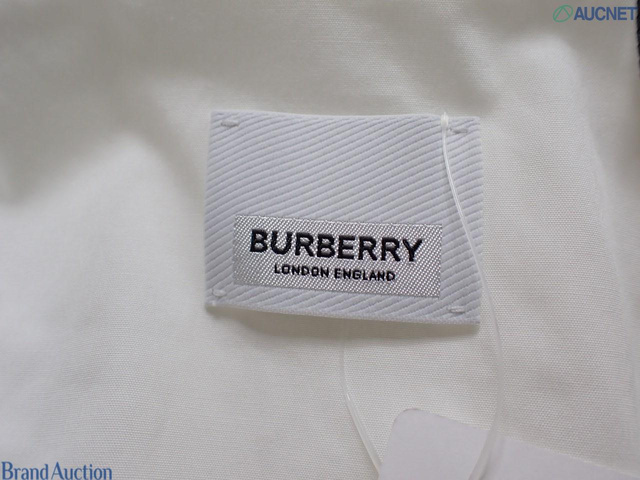 AUCNET
BURBERRY
LONDON ENGLAND
Brand Auction